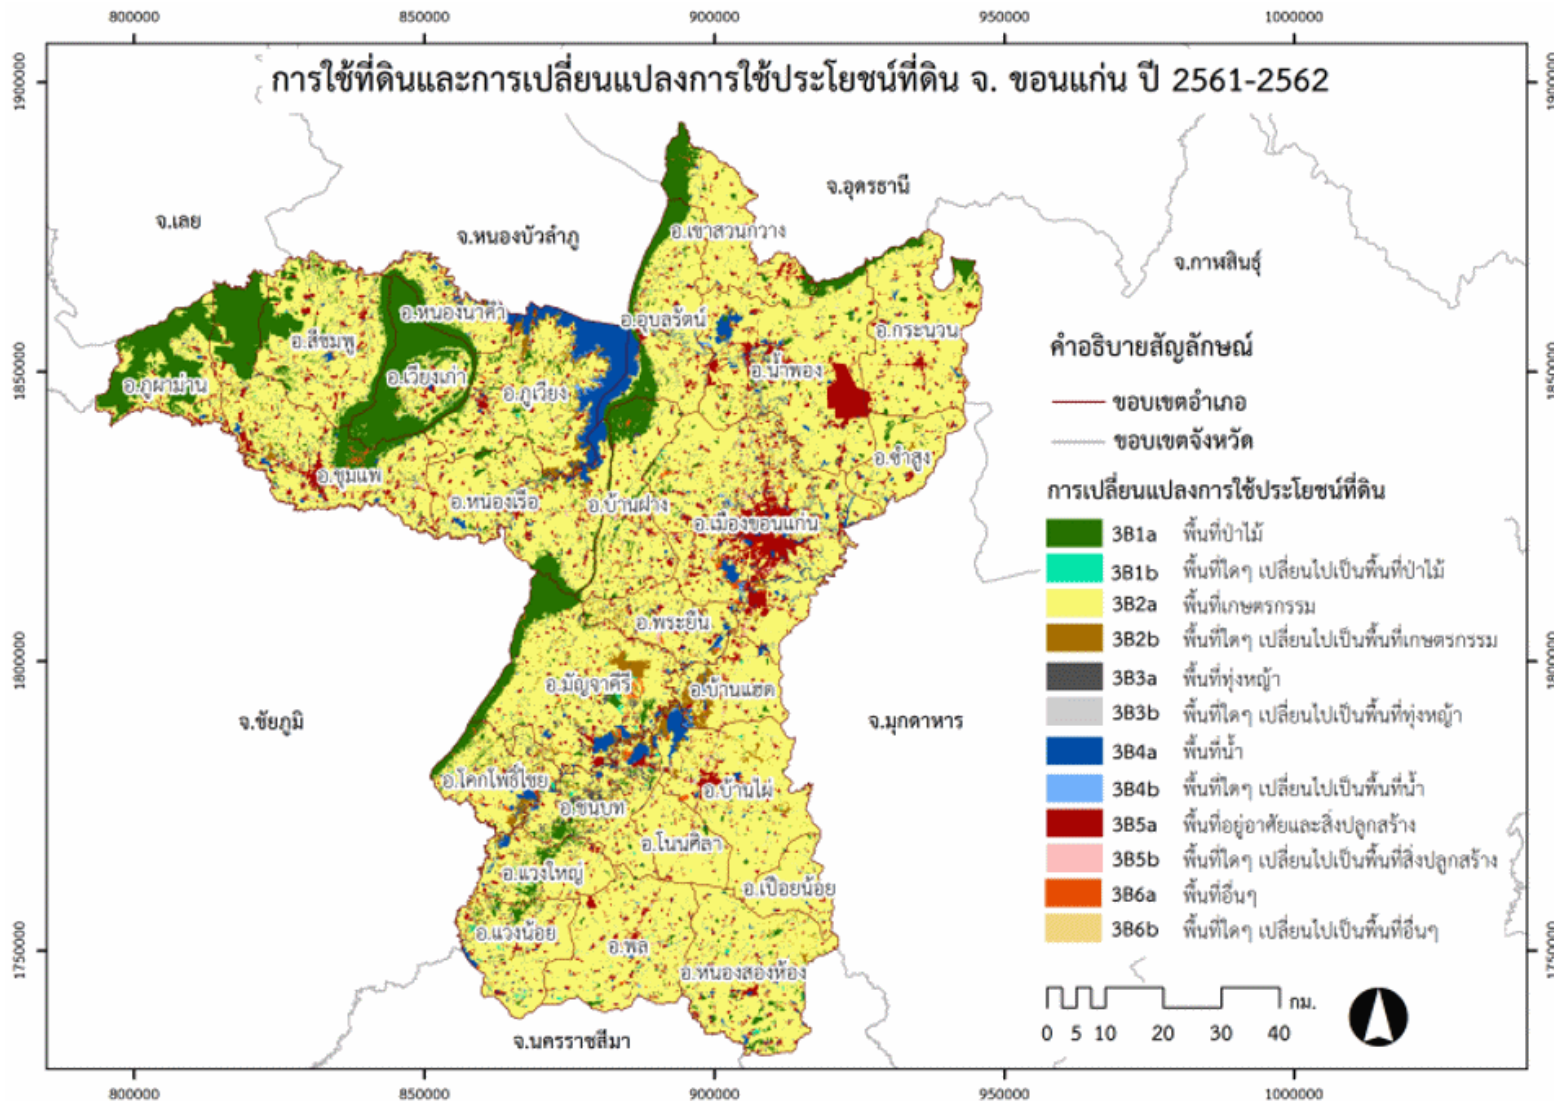 800000
850000
900000
950000
1000000
การใช้ที่ดินและการเปลี่ยนแปลงการใช้ประโยชน์ที่ดิน จ. ขอนแก่น ปี 2561-2562
1900000
1900000
จ.อุดรธานี
จ.เลย
จ.หนองบัวลำภู
อ.เขาสวนกวาง
จ.กาฬสินธุ์
อ.หนองนาคำ
อ.อุบลรัตน์
อ.กระนวน
อ.สีชมพู
คำอธิบายสัญลักษณ์
1850000
1850000
อ.น้ำพอง
อ.เวียงเก่า
อ.ภูผาม่าน
อ.ภูเวียง
ขอบเขตอำเภอ
ขอบเขตจังหวัด
อ.ซำสูง
อ.ชุมแพ
อ.หนองเรือ
อ.บ้านฝาง
อ.เมืองขอนแก่น
การเปลี่ยนแปลงการใช้ประโยชน์ที่ดิน
3B1a พื้นที่ป่าไม้
3B1b พื้นที่ใดๆ เปลี่ยนไปเป็นพื้นที่ป่าไม้
3B2a พื้นที่เกษตรกรรม
3B2b พื้นที่ใดๆ เปลี่ยนไปเป็นพื้นที่เกษตรกรรม
3B3a พื้นที่ทุ่งหญ้า
3B3b พื้นที่ใดๆ เปลี่ยนไปเป็นพื้นที่ทุ่งหญ้า
3B4a พื้นที่น้ำ
3B4b พื้นที่ใดๆ เปลี่ยนไปเป็นพื้นที่น้ำ
3B5a พื้นที่อยู่อาศัยและสิ่งปลูกสร้าง
3B5b พื้นที่ใดๆ เปลี่ยนไปเป็นพื้นที่สิ่งปลูกสร้าง
3B6a พื้นที่อื่นๆ
3B6b พื้นที่ใดๆ เปลี่ยนไปเป็นพื้นที่อื่นๆ
อ.พระยืน
1800000
1800000
อ.มัญจาคีรี
อ.บ้านแฮด
จ.ชัยภูมิ
จ.มุกดาหาร
อ.โคกโพธิ์ไชย
อ.ชนบท
อ.บ้านไผ่
อ.โนนศิลา
อ.แวงใหญ่
อ.เปือยน้อย
อ.แวงน้อย
อ.พล
1750000
1750000
อ.หนองสองห้อง
จ.นครราชสีมา
กม.
0 5 10 20 30 40
800000
850000
900000
950000
1000000